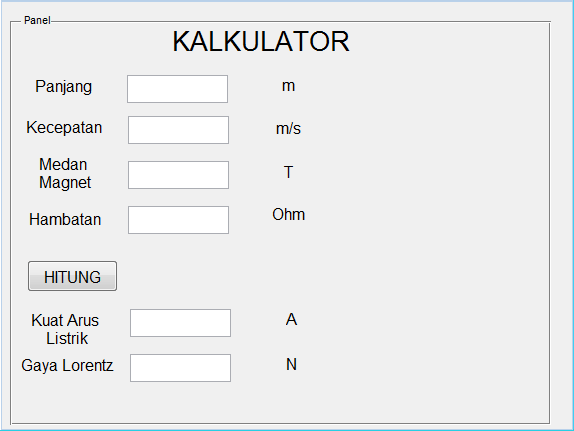 Panel
KALKULATOR
Panjang m
Kecepatan m/s
Medan
Magnet T
Hambatan Ohm
HITUNG
Kuat Arus
Listrik A
Gaya Lorentz N